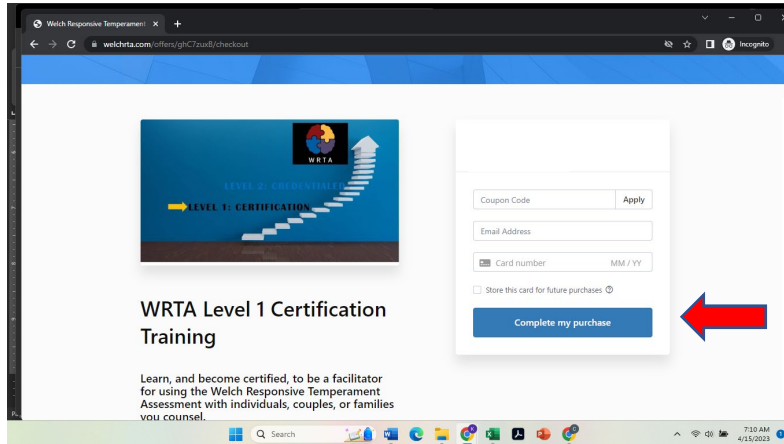 Welch Responsive Temperament
welchrta.com/offers/ghC7zux8/checkout
Incognito
WRTA
LEVEL 2: CREDENTIALED
LEVEL 1: CERTIFICATION
Coupon Code Apply
Email Address
Card number MM / YY
Store this card for future purchases
Complete my purchase
WRTA Level 1 Certification
Training
Learn, and become certified, to be a facilitator
for using the Welch Responsive Temperament
Assessment with individuals, couples, or families
you counsel.
Search
7:10 AM
4/15/2023